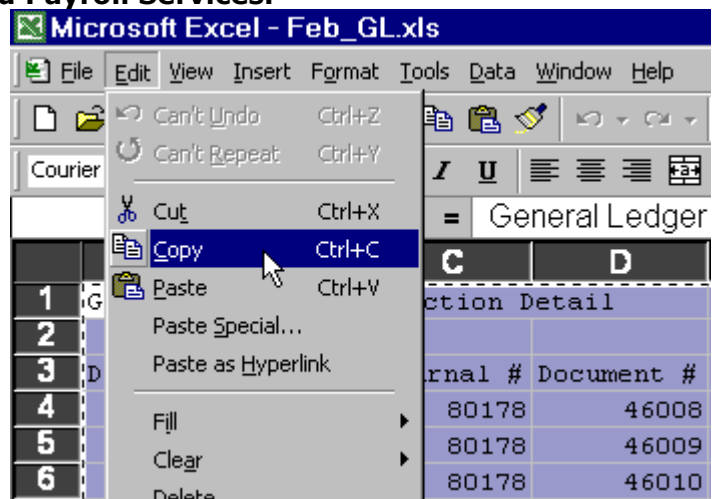 Payroll Services.
Microsoft Excel - Feb_GL.xls
File Edit View Insert Format Tools Data Window Help
Can't Undo Ctrl+Z
Can't Repeat Ctrl+Y
Courier
I U
Cut Ctrl+X
= General Ledger
Copy Ctrl+C
C D
Paste Ctrl+V
1 G ction Detail
Paste Special...
2
Paste as Hyperlink
3 D rnal # Document #
4 80178 46008
Fill
5 80178 46009
Clear
6 80178 46010
Delete